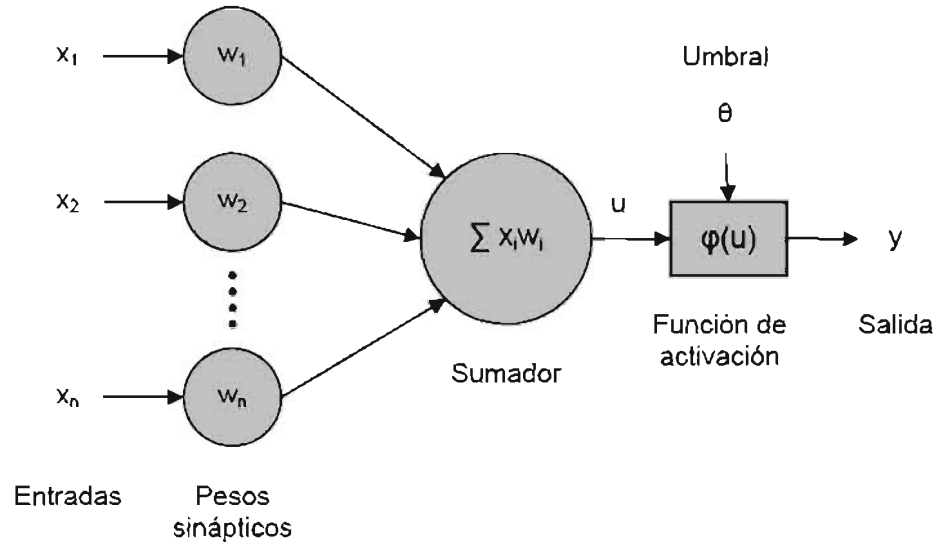 x₁
w₁
Umbral
θ
x₂
w₂
∑ xᵢwᵢ
u
φ(u)
y
Función de
activación
Salida
Sumador
xₙ
wₙ
Entradas
Pesos
sinápticos